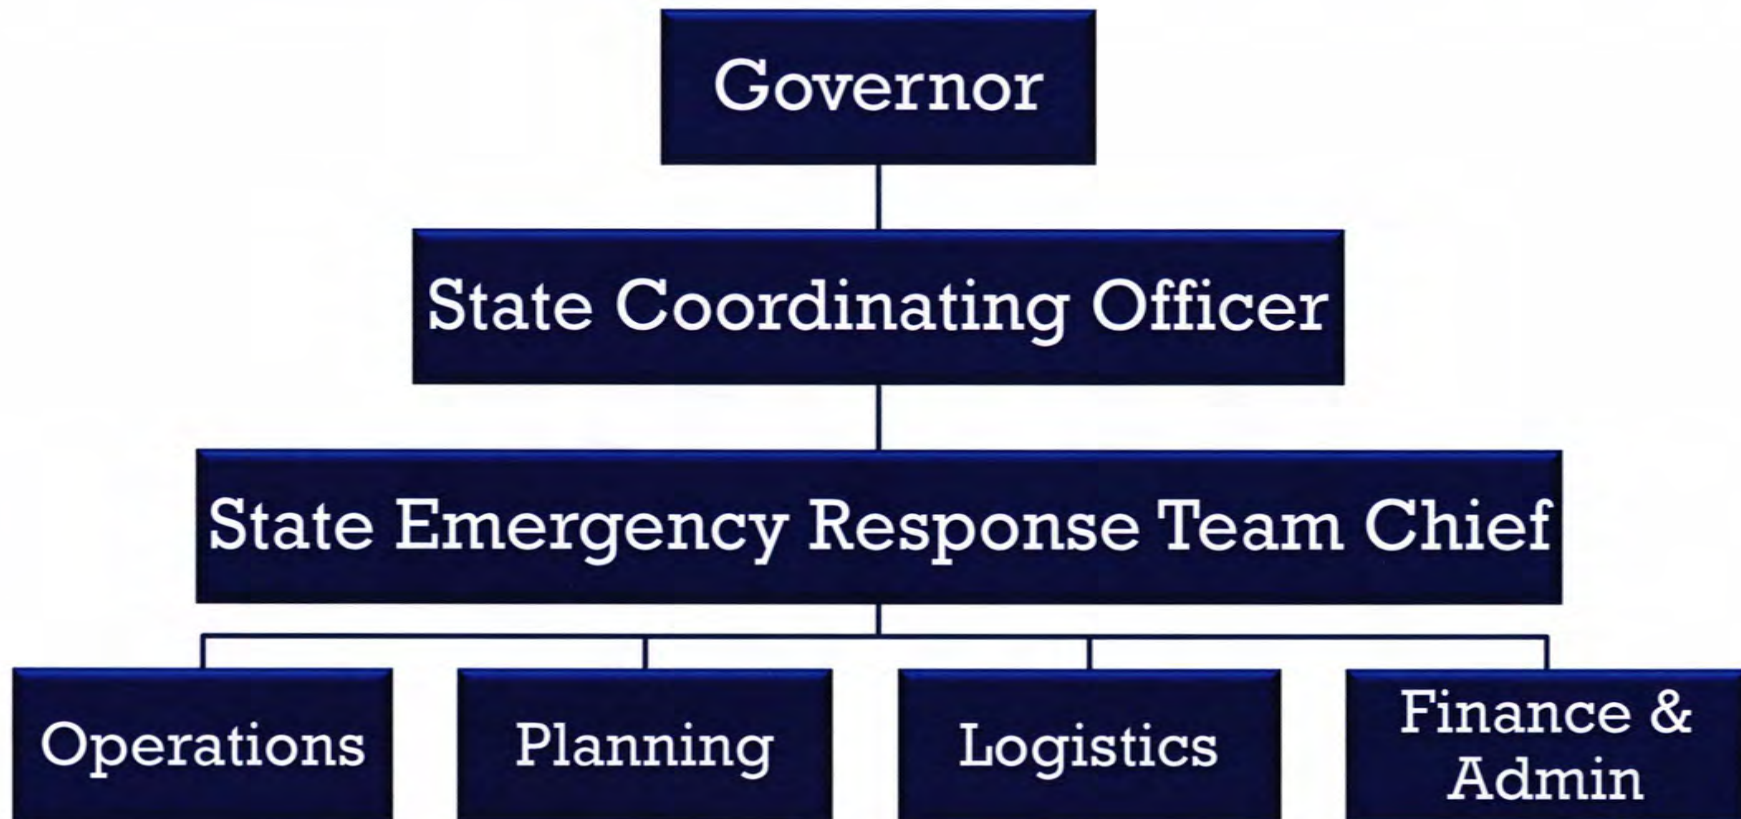 Governor
State Coordinating Officer
State Emergency Response Team Chief
Operations
Planning
Logistics
Finance &
Admin